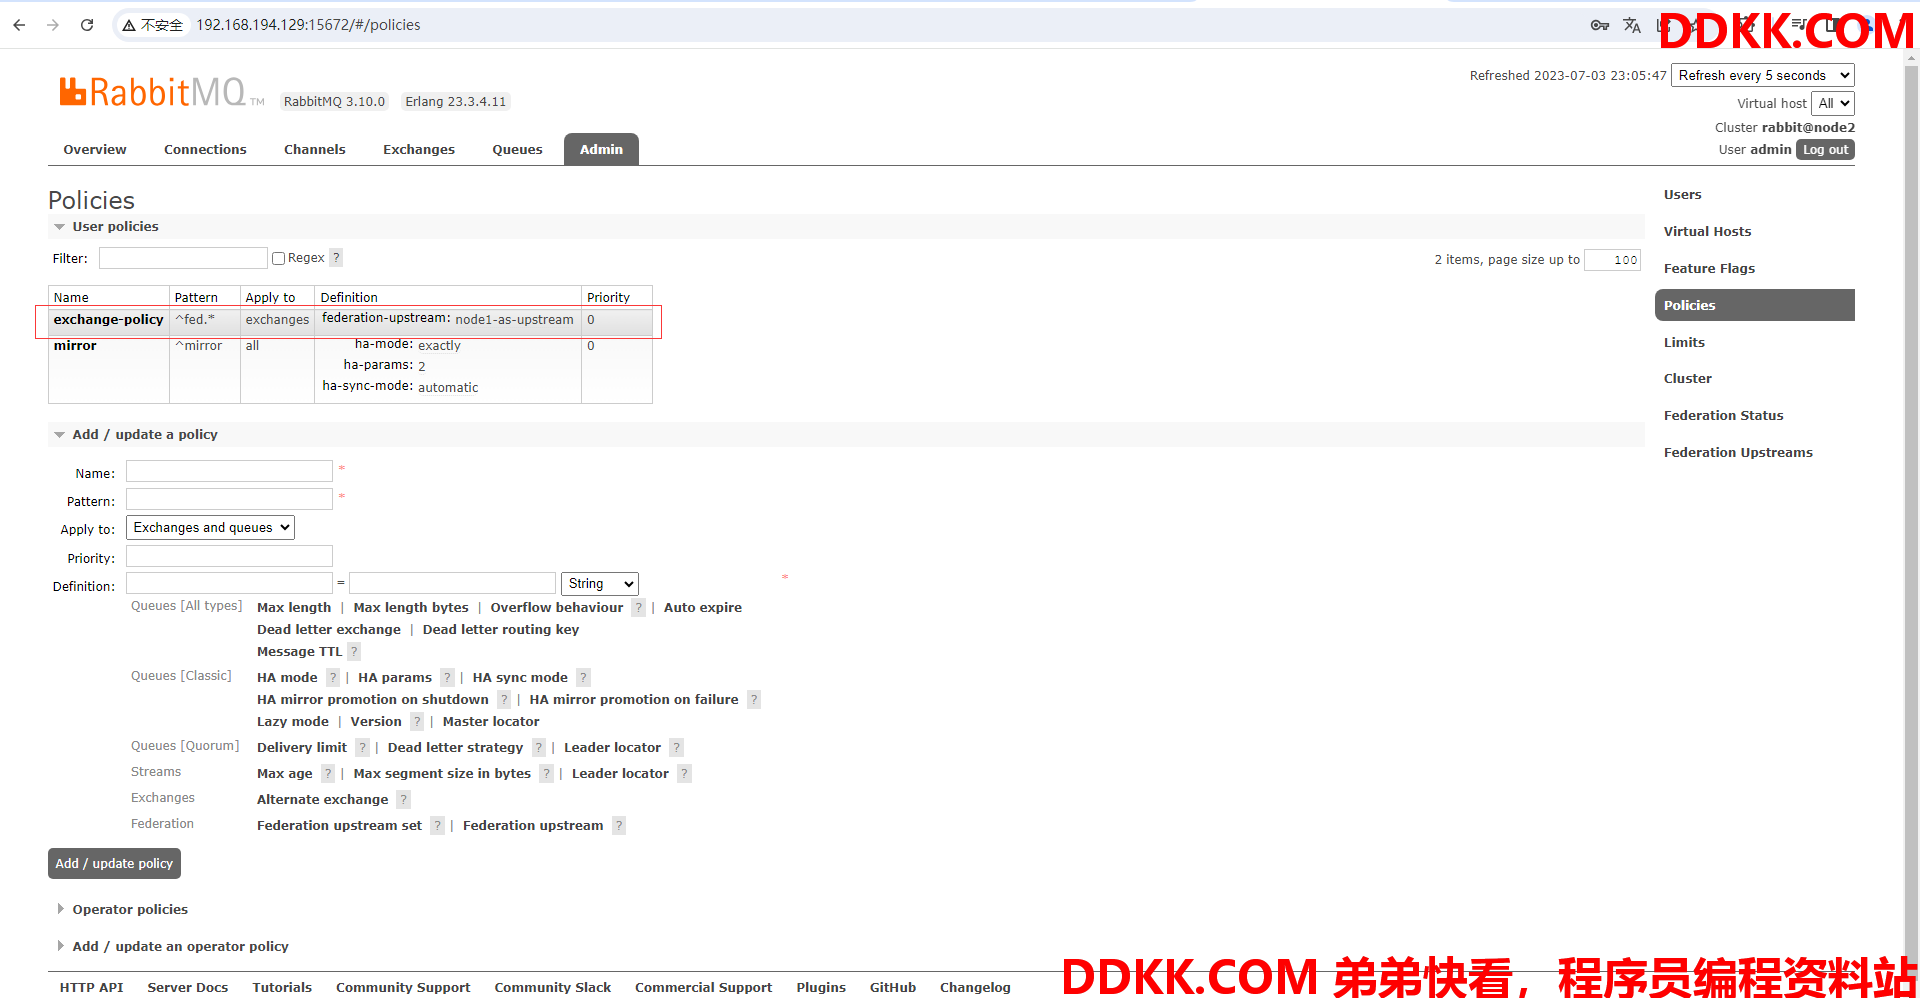 不安全 192.168.194.129:15672/#/policies
DDKK.COM
RabbitMQ TM RabbitMQ 3.10.0 Erlang 23.3.4.11
Refreshed 2023-07-03 23:05:47 Refresh every 5 seconds
Virtual host All
Cluster rabbit@node2
User admin Log out
Overview Connections Channels Exchanges Queues Admin
Policies
User policies
Filter: Regex ?
2 items, page size up to 100
Name Pattern Apply to Definition Priority
exchange-policy ^fed.* exchanges federation-upstream: node1-as-upstream 0
mirror ^mirror all ha-mode: exactly 0
ha-params: 2
ha-sync-mode: automatic
Add / update a policy
Name: *
Pattern: *
Apply to: Exchanges and queues
Priority:
Definition: = String *
Queues [All types] Max length | Max length bytes | Overflow behaviour ? | Auto expire
Dead letter exchange | Dead letter routing key
Message TTL ?
Queues [Classic] HA mode ? | HA params ? | HA sync mode ?
HA mirror promotion on shutdown ? | HA mirror promotion on failure ?
Lazy mode | Version ? | Master locator
Queues [Quorum] Delivery limit ? | Dead letter strategy ? | Leader locator ?
Streams Max age ? | Max segment size in bytes ? | Leader locator ?
Exchanges Alternate exchange ?
Federation Federation upstream set ? | Federation upstream ?
Add / update policy
Operator policies
Add / update an operator policy
Users
Virtual Hosts
Feature Flags
Policies
Limits
Cluster
Federation Status
Federation Upstreams
HTTP API Server Docs Tutorials Community Support Community Slack Commercial Support Plugins GitHub Changelog
DDKK.COM 弟弟快看，程序员编程资料站